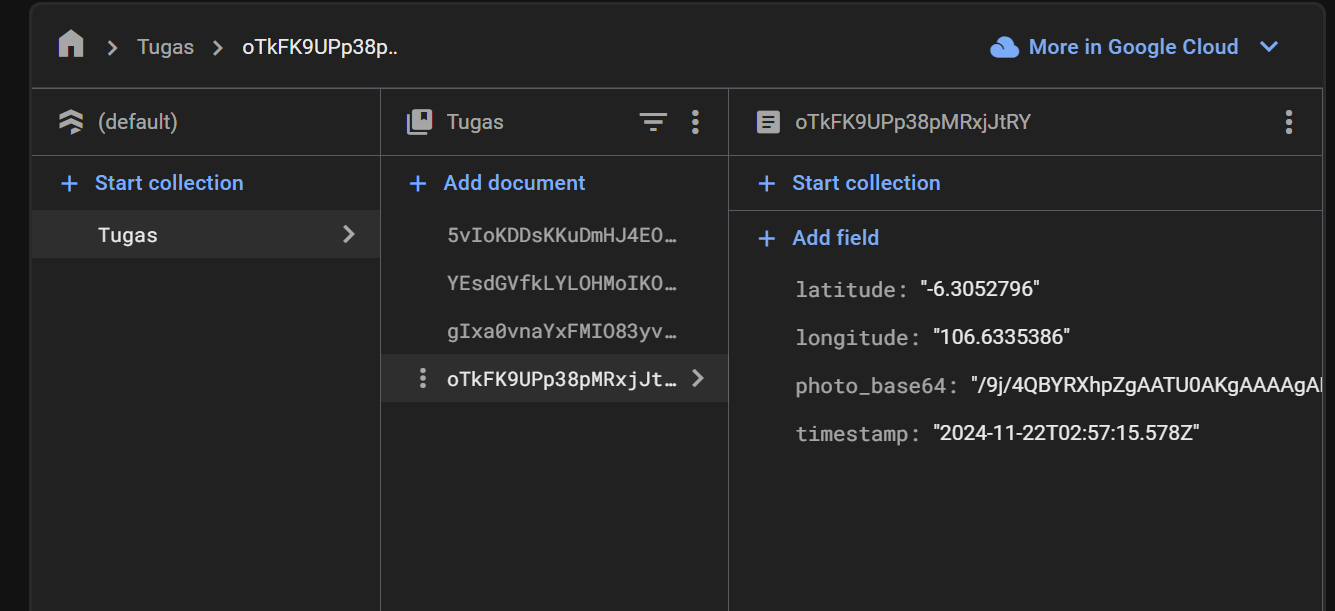 Tugas
oTkFK9UPp38p..
More in Google Cloud
(default)
Start collection
Tugas
Tugas
Add document
5vIoKDDsKKuDmHJ4EO…
YEsdGVfkLYLOHMoIKO…
gIxa0vnaYxFMIO83yv…
oTkFK9UPp38pMRxjJt…
oTkFK9UPp38pMRxjJtRY
Start collection
Add field
latitude: "-6.3052796"
longitude: "106.6335386"
photo_base64: "/9j/4QBYRXhpZgAATU0AKgAAAAgA
timestamp: "2024-11-22T02:57:15.578Z"